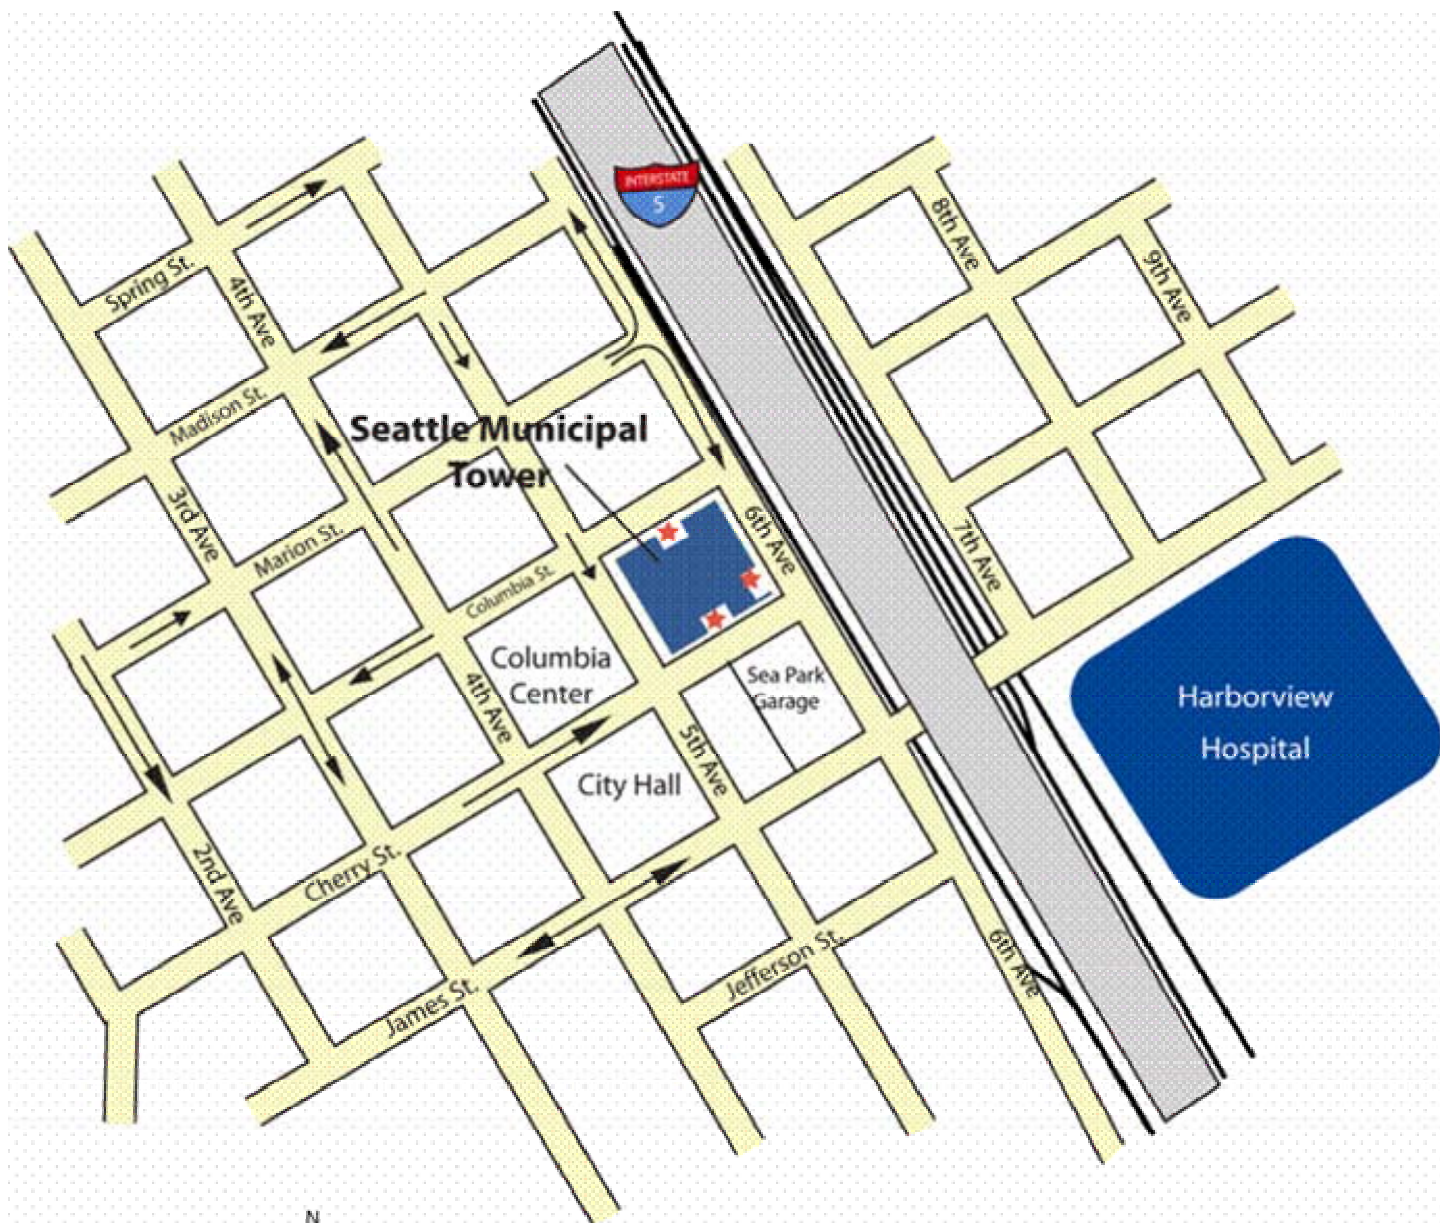 INTERSTATE
5
8th Ave
9th Ave
Spring St.
4th Ave
Madison St.
Seattle Municipal
Tower
3rd Ave
Marion St.
6th Ave
7th Ave
Columbia St.
Columbia
Center
4th Ave
Sea Park
Garage
5th Ave
City Hall
Harborview
Hospital
2nd Ave
Cherry St.
James St.
Jefferson St.
6th Ave
N